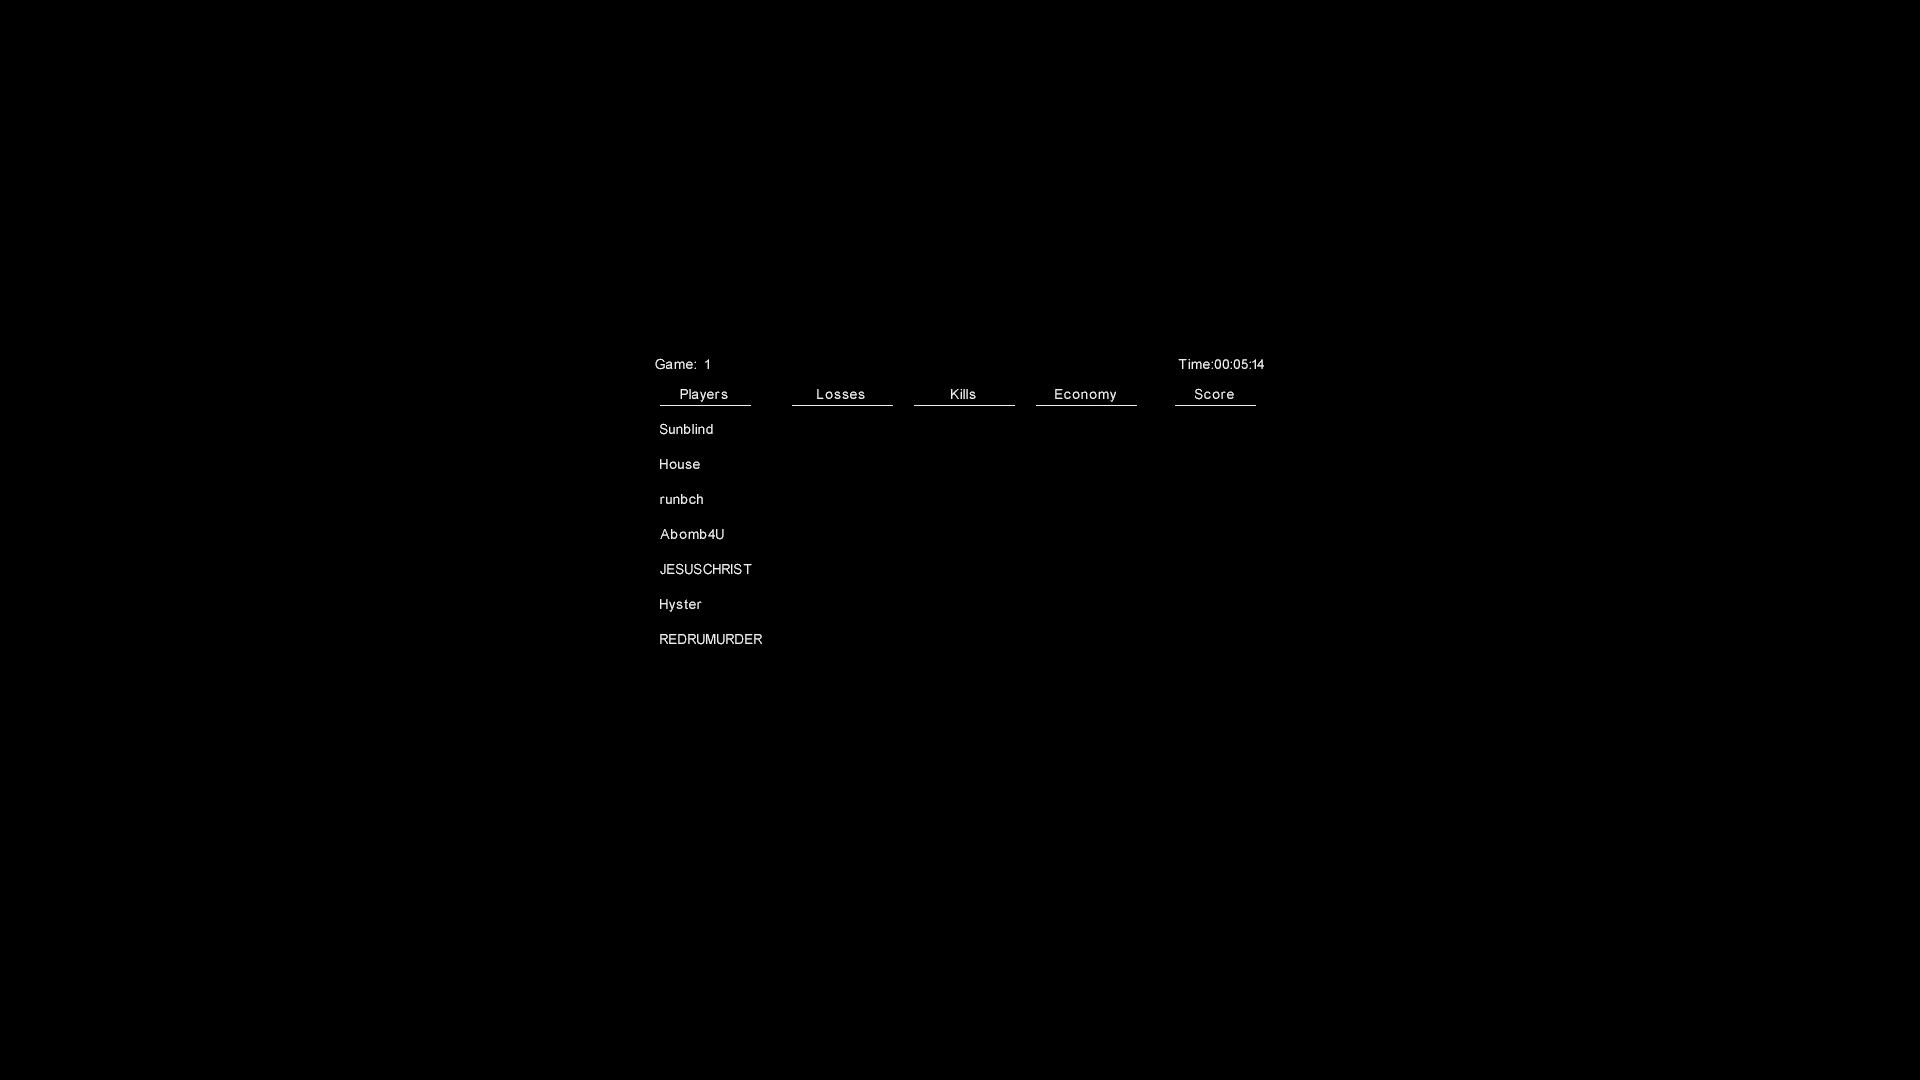 Game: 1 Time:00:05:14
Players Losses Kills Economy Score
Sunblind
House
runbch
Abomb4U
JESUSCHRIST
Hyster
REDRUMURDER